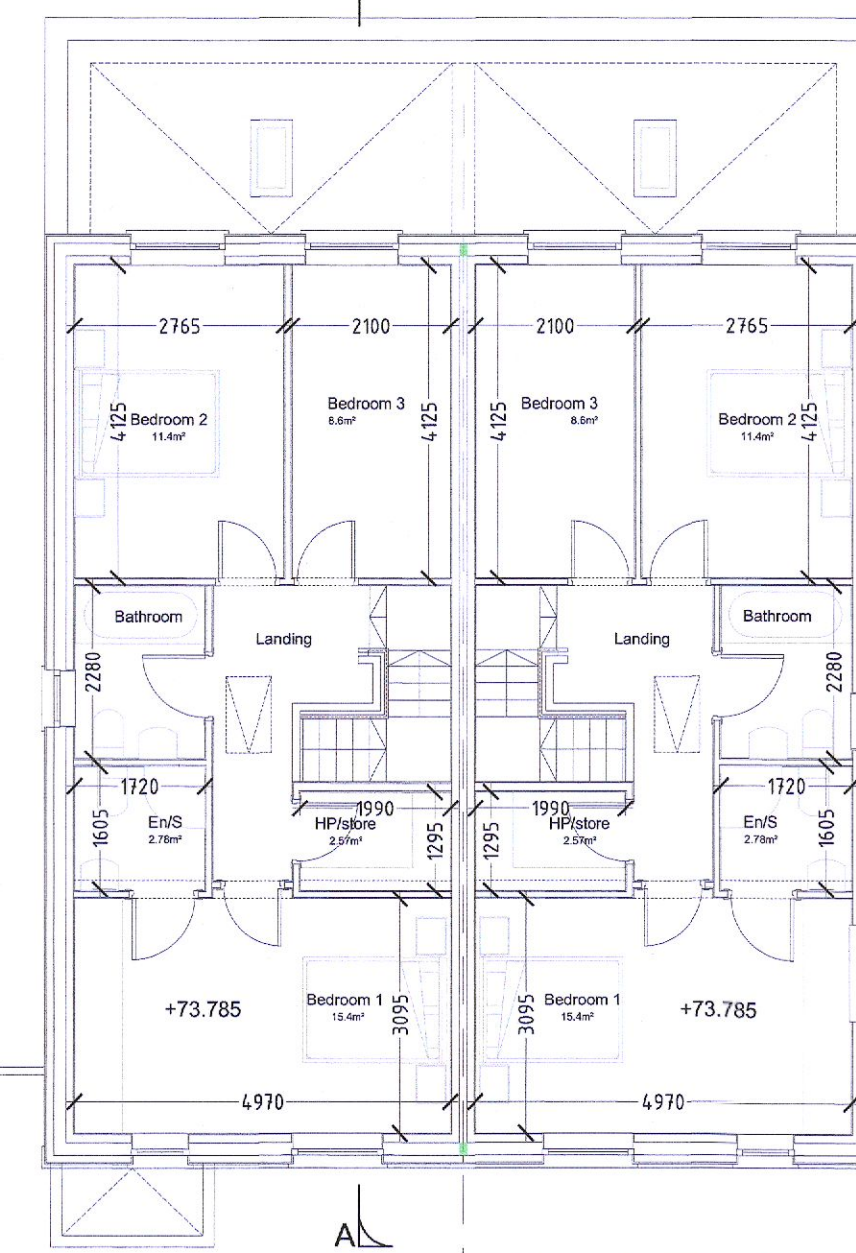 2765
2100
2100
2765
4125
Bedroom 2
11.4m²
Bedroom 3
8.6m²
4125
4125
Bedroom 3
8.6m²
Bedroom 2
11.4m²
4125
Bathroom
Landing
Landing
Bathroom
2280
2280
1720
1990
1990
1720
1605
En/S
2.78m²
HP/store
2.57m²
1295
1295
HP/store
2.57m²
En/S
2.78m²
1605
+73.785
Bedroom 1
15.4m²
3095
3095
Bedroom 1
15.4m²
+73.785
4970
4970
A